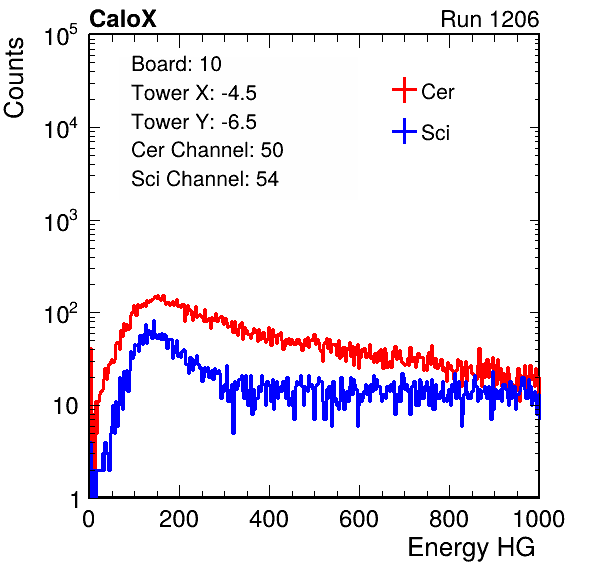 CaloX Run 1206
Counts
10^5
10^4
10^3
10^2
10
1
Board: 10
Tower X: -4.5
Tower Y: -6.5
Cer Channel: 50
Sci Channel: 54
Cer
Sci
0 200 400 600 800 1000
Energy HG